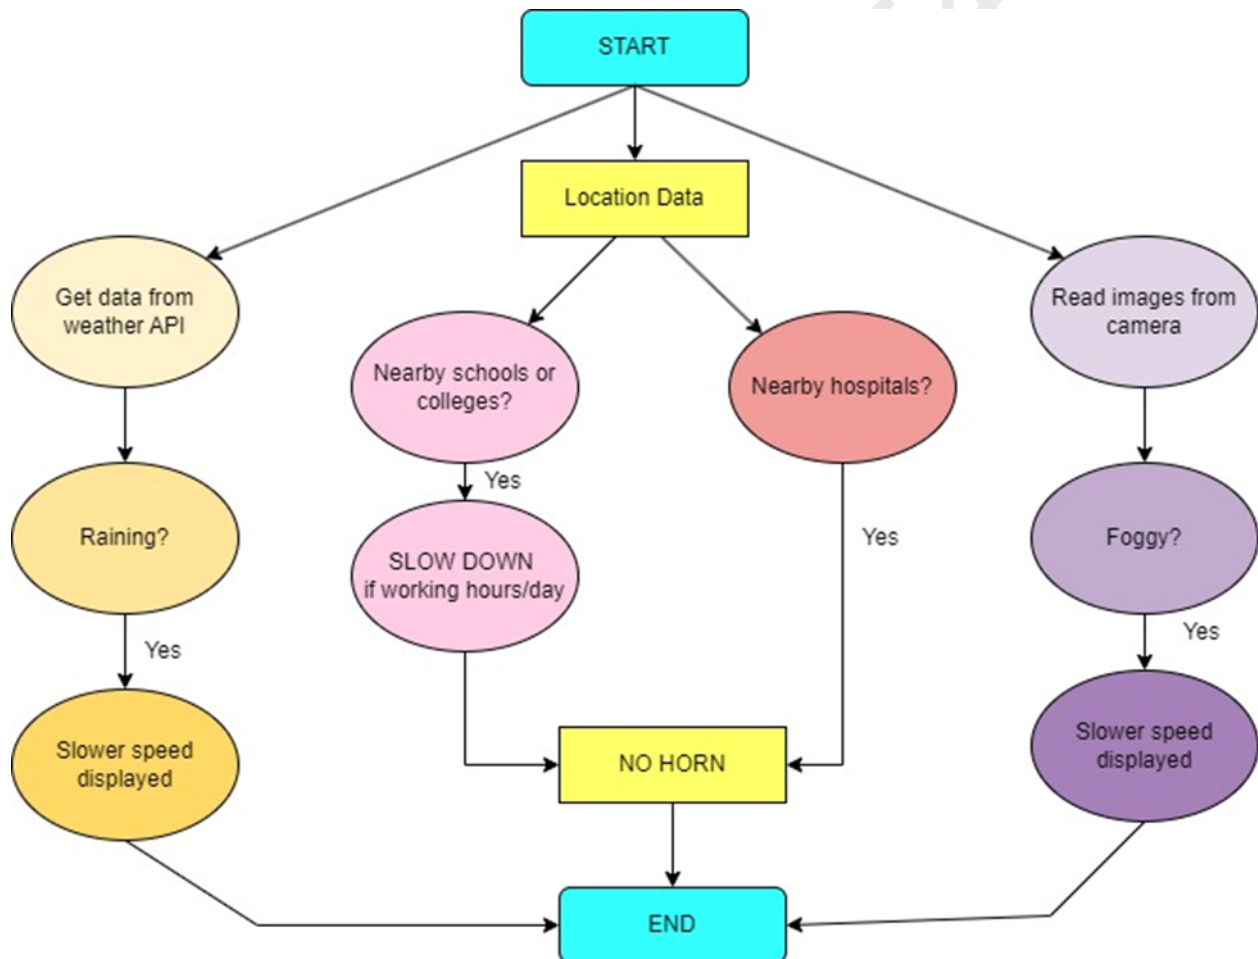 START
Location Data
Get data from
weather API
Read images from
camera
Nearby schools or
colleges?
Nearby hospitals?
Yes
Raining?
SLOW DOWN
if working hours/day
Yes
Foggy?
Yes
Yes
Slower speed
displayed
NO HORN
Slower speed
displayed
END